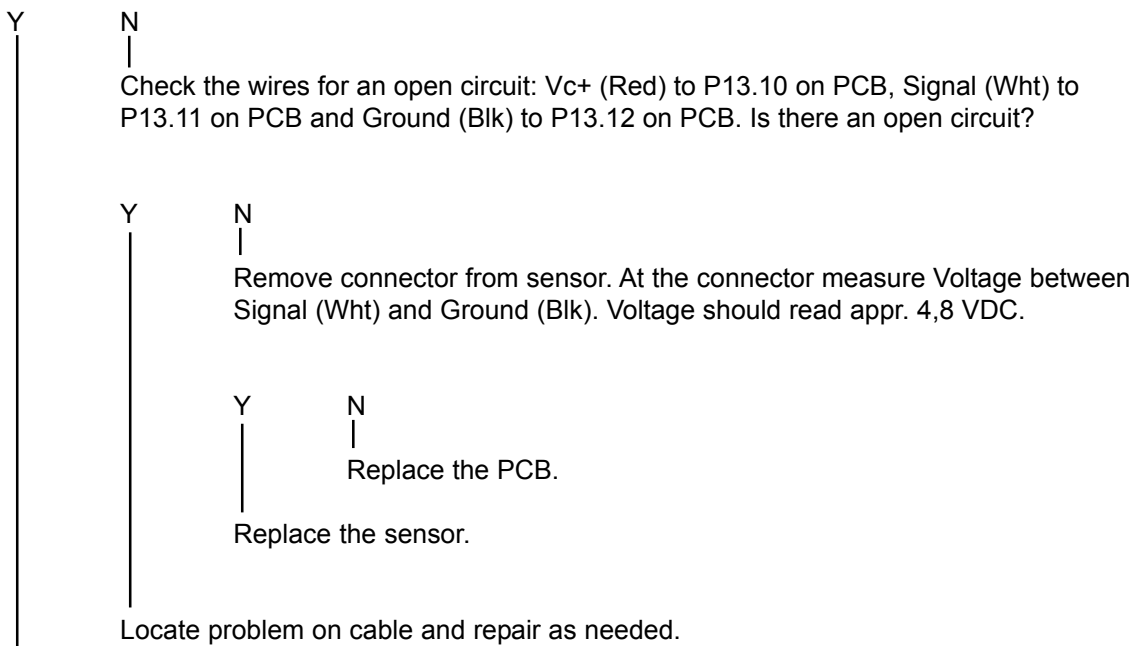 Y N
Check the wires for an open circuit: Vc+ (Red) to P13.10 on PCB, Signal (Wht) to
P13.11 on PCB and Ground (Blk) to P13.12 on PCB. Is there an open circuit?
Y N
Remove connector from sensor. At the connector measure Voltage between
Signal (Wht) and Ground (Blk). Voltage should read appr. 4,8 VDC.
Y N
Replace the PCB.
Replace the sensor.
Locate problem on cable and repair as needed.